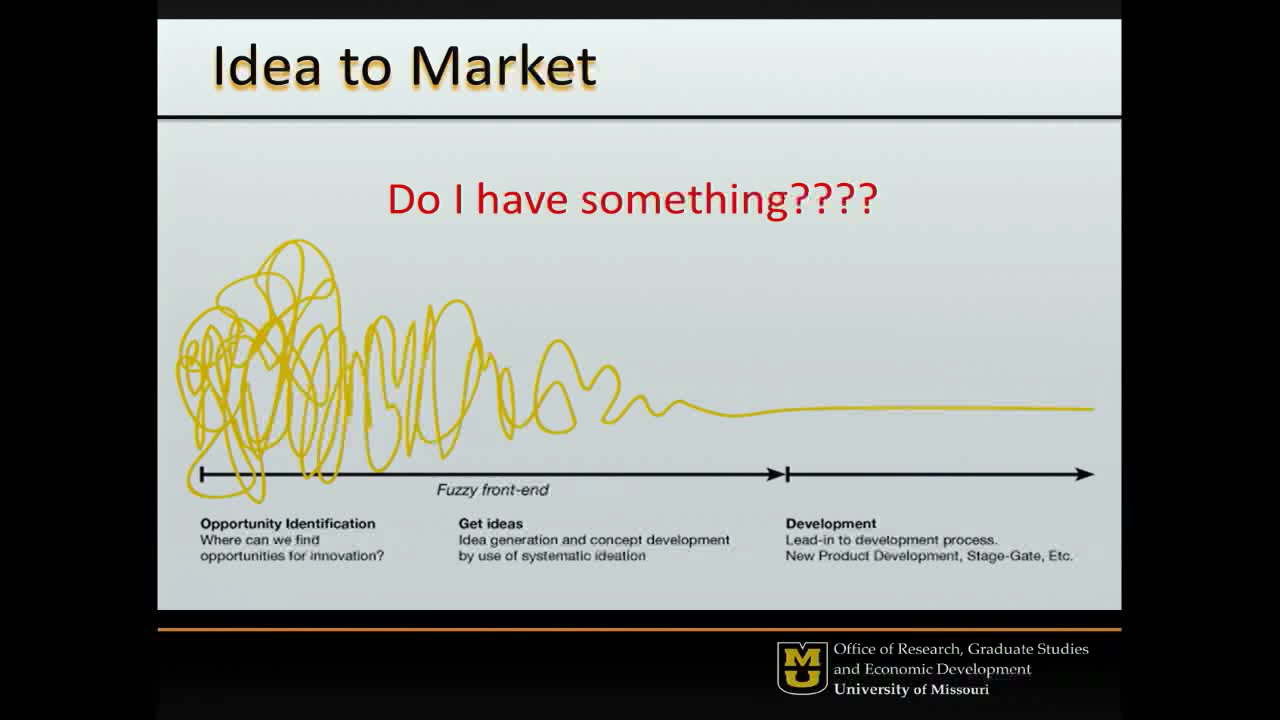 Idea to Market
Do I have something????
Fuzzy front-end
Opportunity Identification
Where can we find
opportunities for innovation?
Get ideas
Idea generation and concept development
by use of systematic ideation
Development
Lead-in to development process.
New Product Development, Stage-Gate, Etc.
MU
Office of Research, Graduate Studies
and Economic Development
University of Missouri